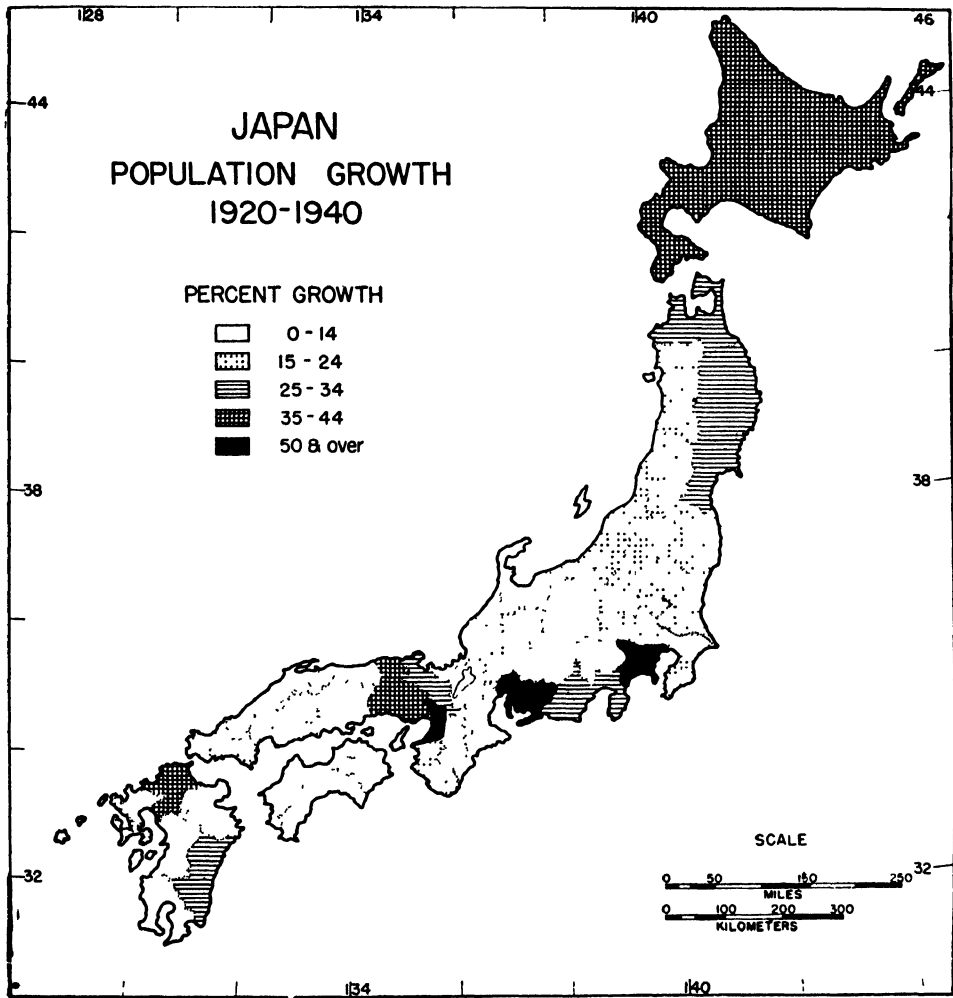 128 134 140 46
44 44
JAPAN
POPULATION GROWTH
1920-1940
PERCENT GROWTH
0-14
15-24
25-34
35-44
50 & over
38 38
SCALE
32 32
0 50 150 250
MILES
0 100 200 300
KILOMETERS
134 140